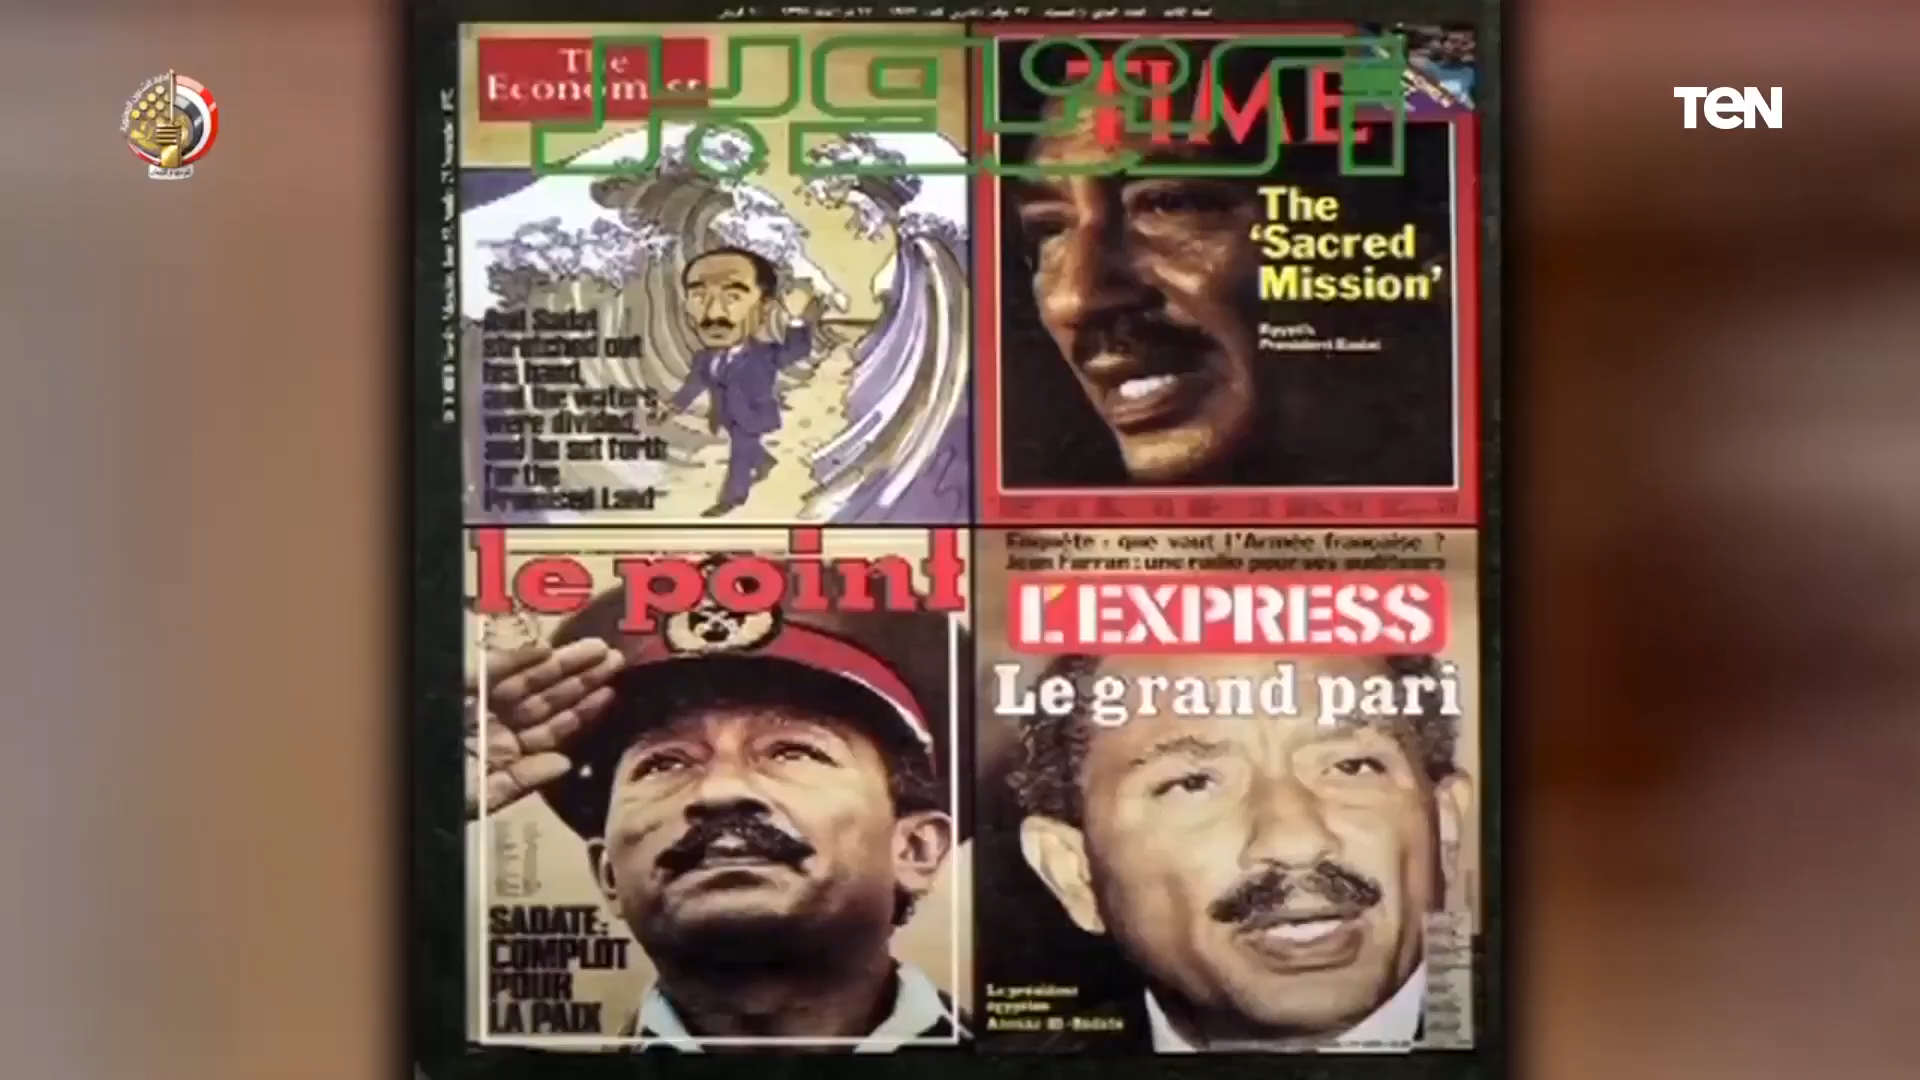 TeN
أكتوبر
The
Economist
And Sadat
stretched out
his hand,
and the waters
were divided,
and he set forth
for the
Promised Land
TIME
The
‘Sacred
Mission’
Egypt's
President Sadat
le point
SADATE:
COMPLOT
POUR
LA PAIX
Enquête : que vaut l'Armée française ?
Jean Farran : une radio pour ses auditeurs
L'EXPRESS
Le grand pari
Le président
égyptien
Anouar El-Sadate